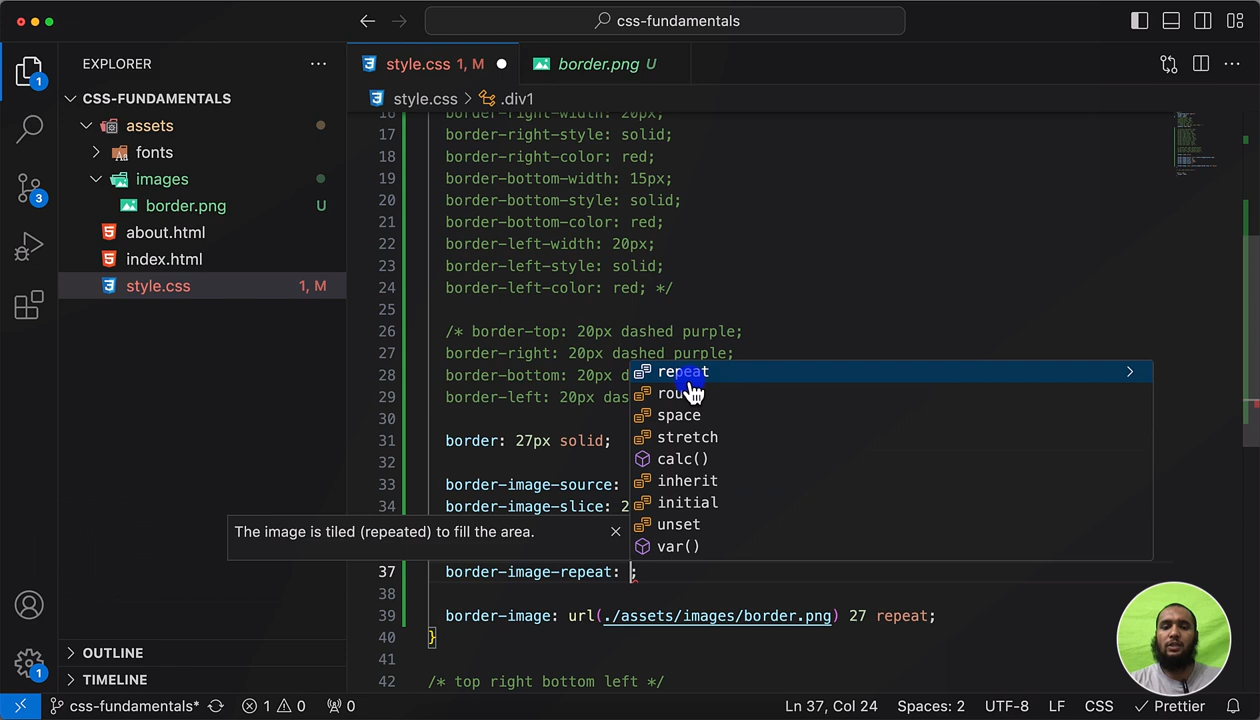 css-fundamentals
EXPLORER
style.css 1, M
border.png U
CSS-FUNDAMENTALS
style.css > .div1
assets
fonts
images
border.png U
about.html
index.html
style.css 1, M
1
3
16 border-right-width: 20px;
17 border-right-style: solid;
18 border-right-color: red;
19 border-bottom-width: 15px;
20 border-bottom-style: solid;
21 border-bottom-color: red;
22 border-left-width: 20px;
23 border-left-style: solid;
24 border-left-color: red; */
25
26 /* border-top: 20px dashed purple;
27 border-right: 20px dashed purple;
28 border-bottom: 20px d
29 border-left: 20px das
30
31 border: 27px solid;
32
33 border-image-source:
34 border-image-slice: 2
37 border-image-repeat: ;
38
39 border-image: url(./assets/images/border.png) 27 repeat;
40 }
41
42 /* top right bottom left */
repeat
space
stretch
calc()
inherit
initial
unset
var()
The image is tiled (repeated) to fill the area.
OUTLINE
TIMELINE
1
css-fundamentals* 1 0 0
Ln 37, Col 24 Spaces: 2 UTF-8 LF CSS Prettier